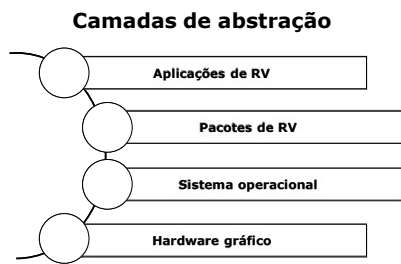 Camadas de abstração
Aplicações de RV
Pacotes de RV
Sistema operacional
Hardware gráfico